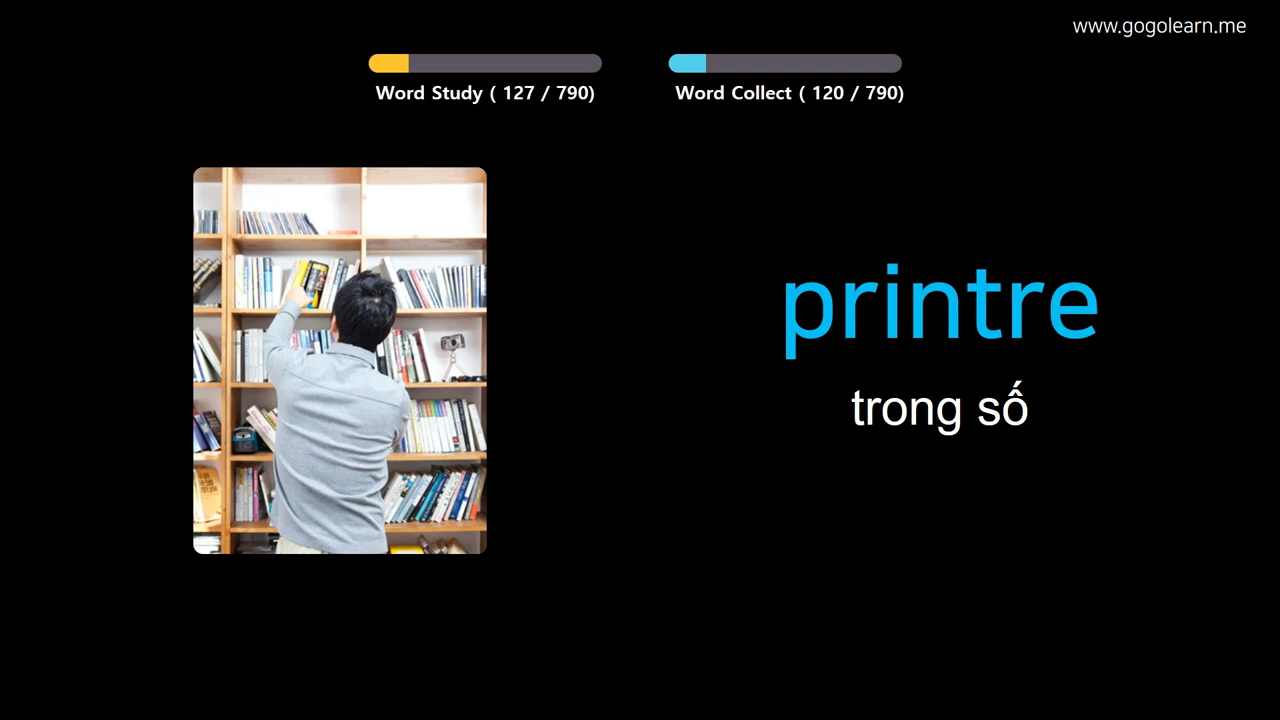 www.gogolearn.me
Word Study ( 127 / 790)
Word Collect ( 120 / 790)
printre
trong số